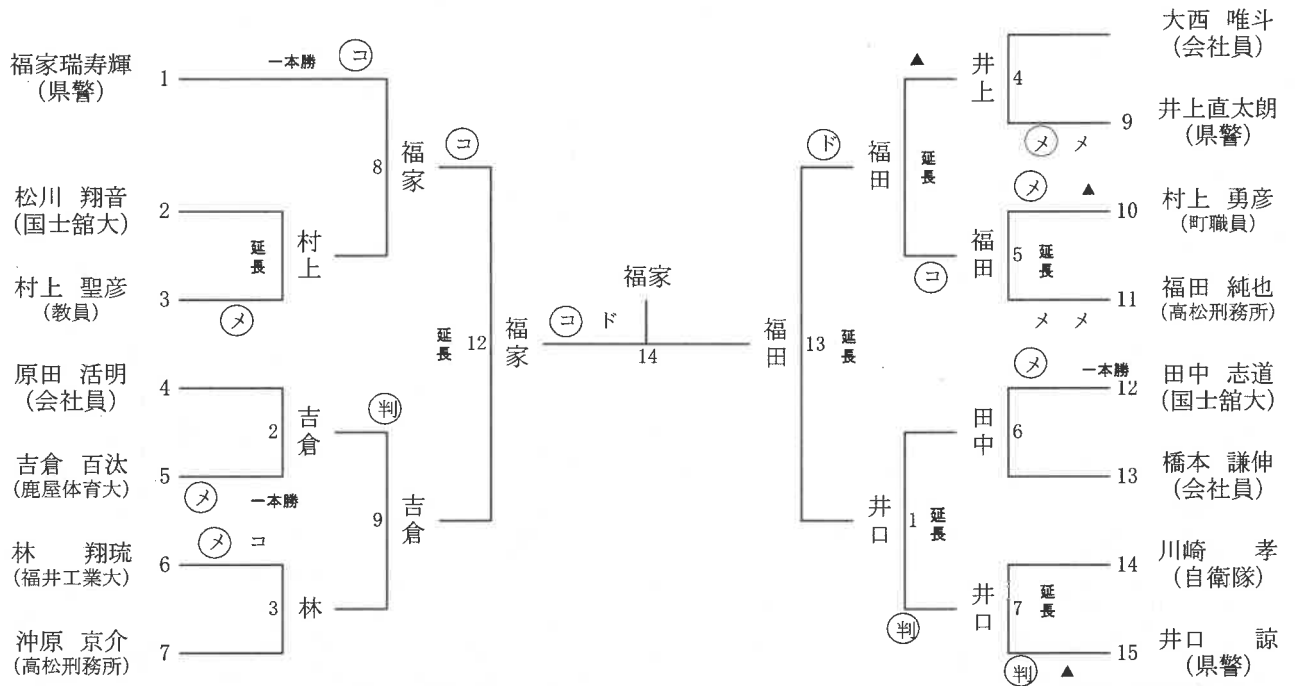 福家瑞寿輝
(県警)
1
一本勝 コ
松川 翔音
(国士舘大)
2
延長
村上
8
福家
コ
村上 聖彦
(教員)
3
メ
原田 活明
(会社員)
4
2
吉倉
判
吉倉 百汰
(鹿屋体育大)
5
メ 一本勝
9
吉倉
林 翔琉
(福井工業大)
6
メ コ
3
林
沖原 京介
(高松刑務所)
7
延長
12
福家
コ ド
福家
14
福田
13
延長
ド
福田
▲
延長
コ
井上
4
大西 唯斗
(会社員)
井上直太朗
(県警)
9
メ メ
メ ▲
村上 勇彦
(町職員)
10
福田
5
延長
福田 純也
(高松刑務所)
11
メ メ
メ 一本勝
田中 志道
(国士舘大)
12
田中
6
橋本 謙伸
(会社員)
13
井口
1
延長
判
井口
7
延長
川崎 孝
(自衛隊)
14
井口 諒
(県警)
15
判 ▲